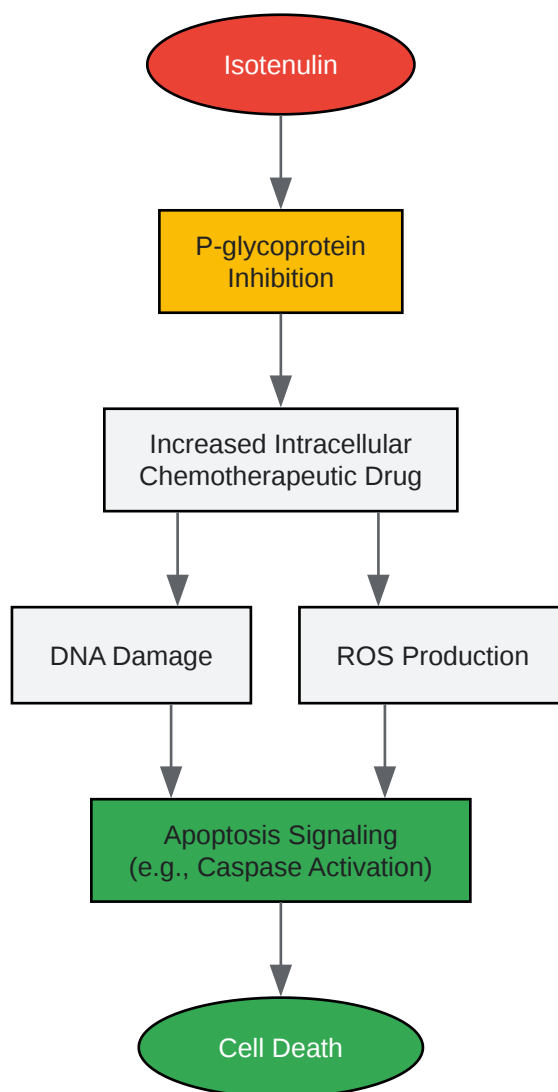 Isotenulin
P-glycoprotein
Inhibition
Increased Intracellular
Chemotherapeutic Drug
DNA Damage
ROS Production
Apoptosis Signaling
(e.g., Caspase Activation)
Cell Death